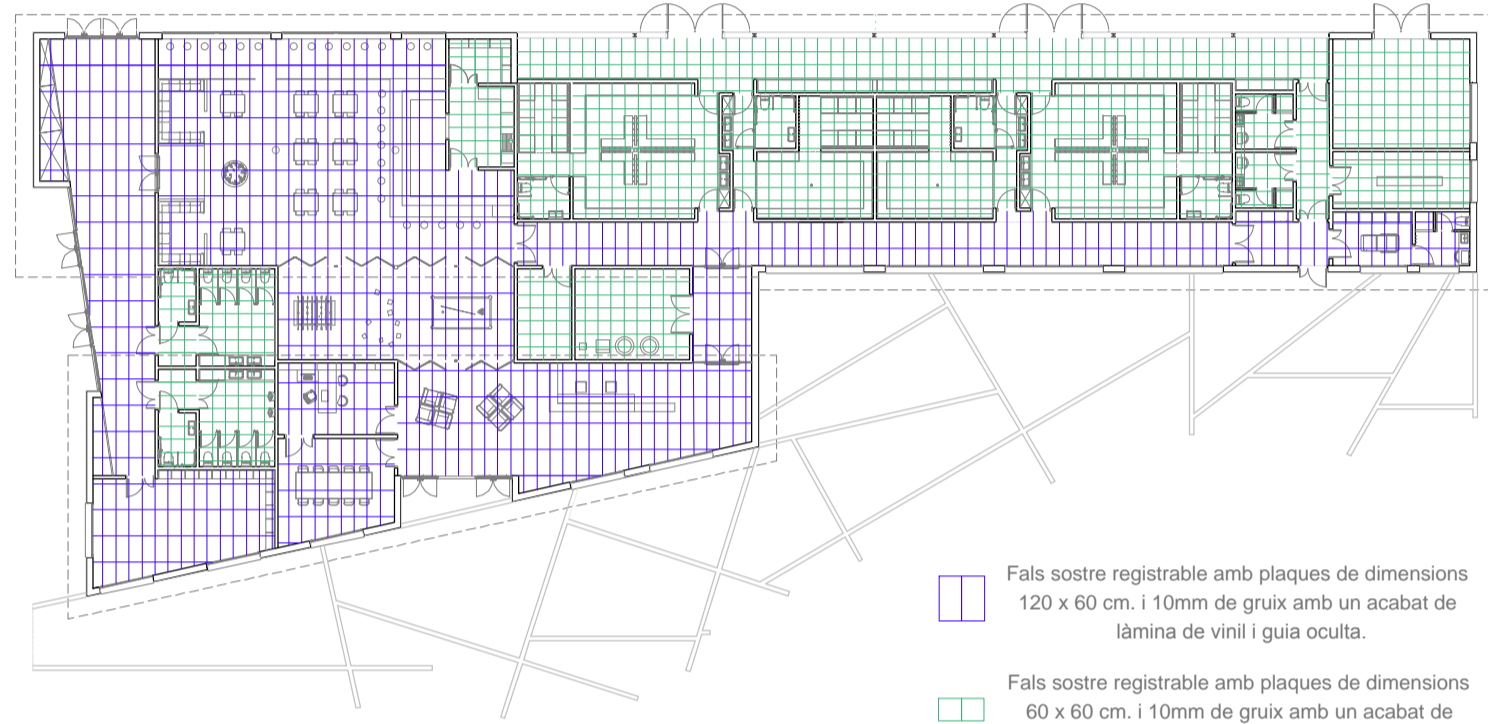 Fals sostre registrable amb plaques de dimensions
120 x 60 cm. i 10mm de gruix amb un acabat de
làmina de vinil i guia oculta.
Fals sostre registrable amb plaques de dimensions
60 x 60 cm. i 10mm de gruix amb un acabat de